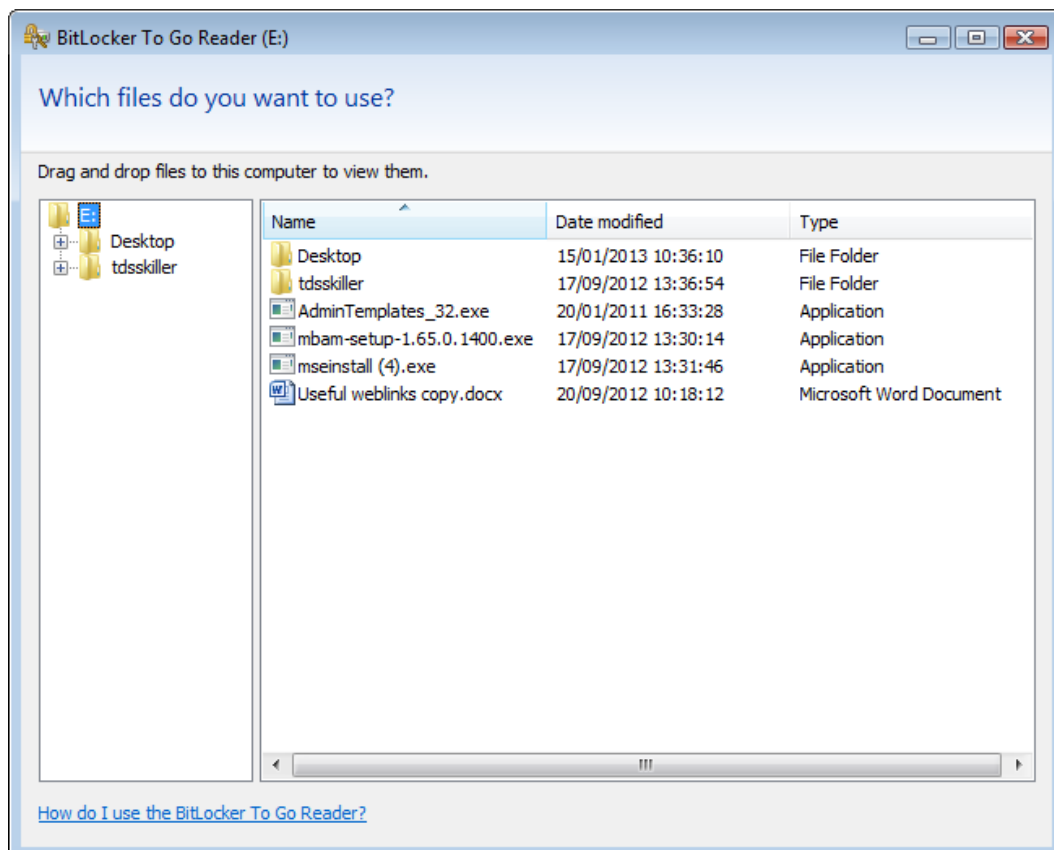 BitLocker To Go Reader (E:)
Which files do you want to use?
Drag and drop files to this computer to view them.
E:
Desktop
tdsskiller
Name Date modified Type
Desktop 15/01/2013 10:36:10 File Folder
tdsskiller 17/09/2012 13:36:54 File Folder
AdminTemplates_32.exe 20/01/2011 16:33:28 Application
mbam-setup-1.65.0.1400.exe 17/09/2012 13:30:14 Application
mseinstall (4).exe 17/09/2012 13:31:46 Application
Useful weblinks copy.docx 20/09/2012 10:18:12 Microsoft Word Document
How do I use the BitLocker To Go Reader?